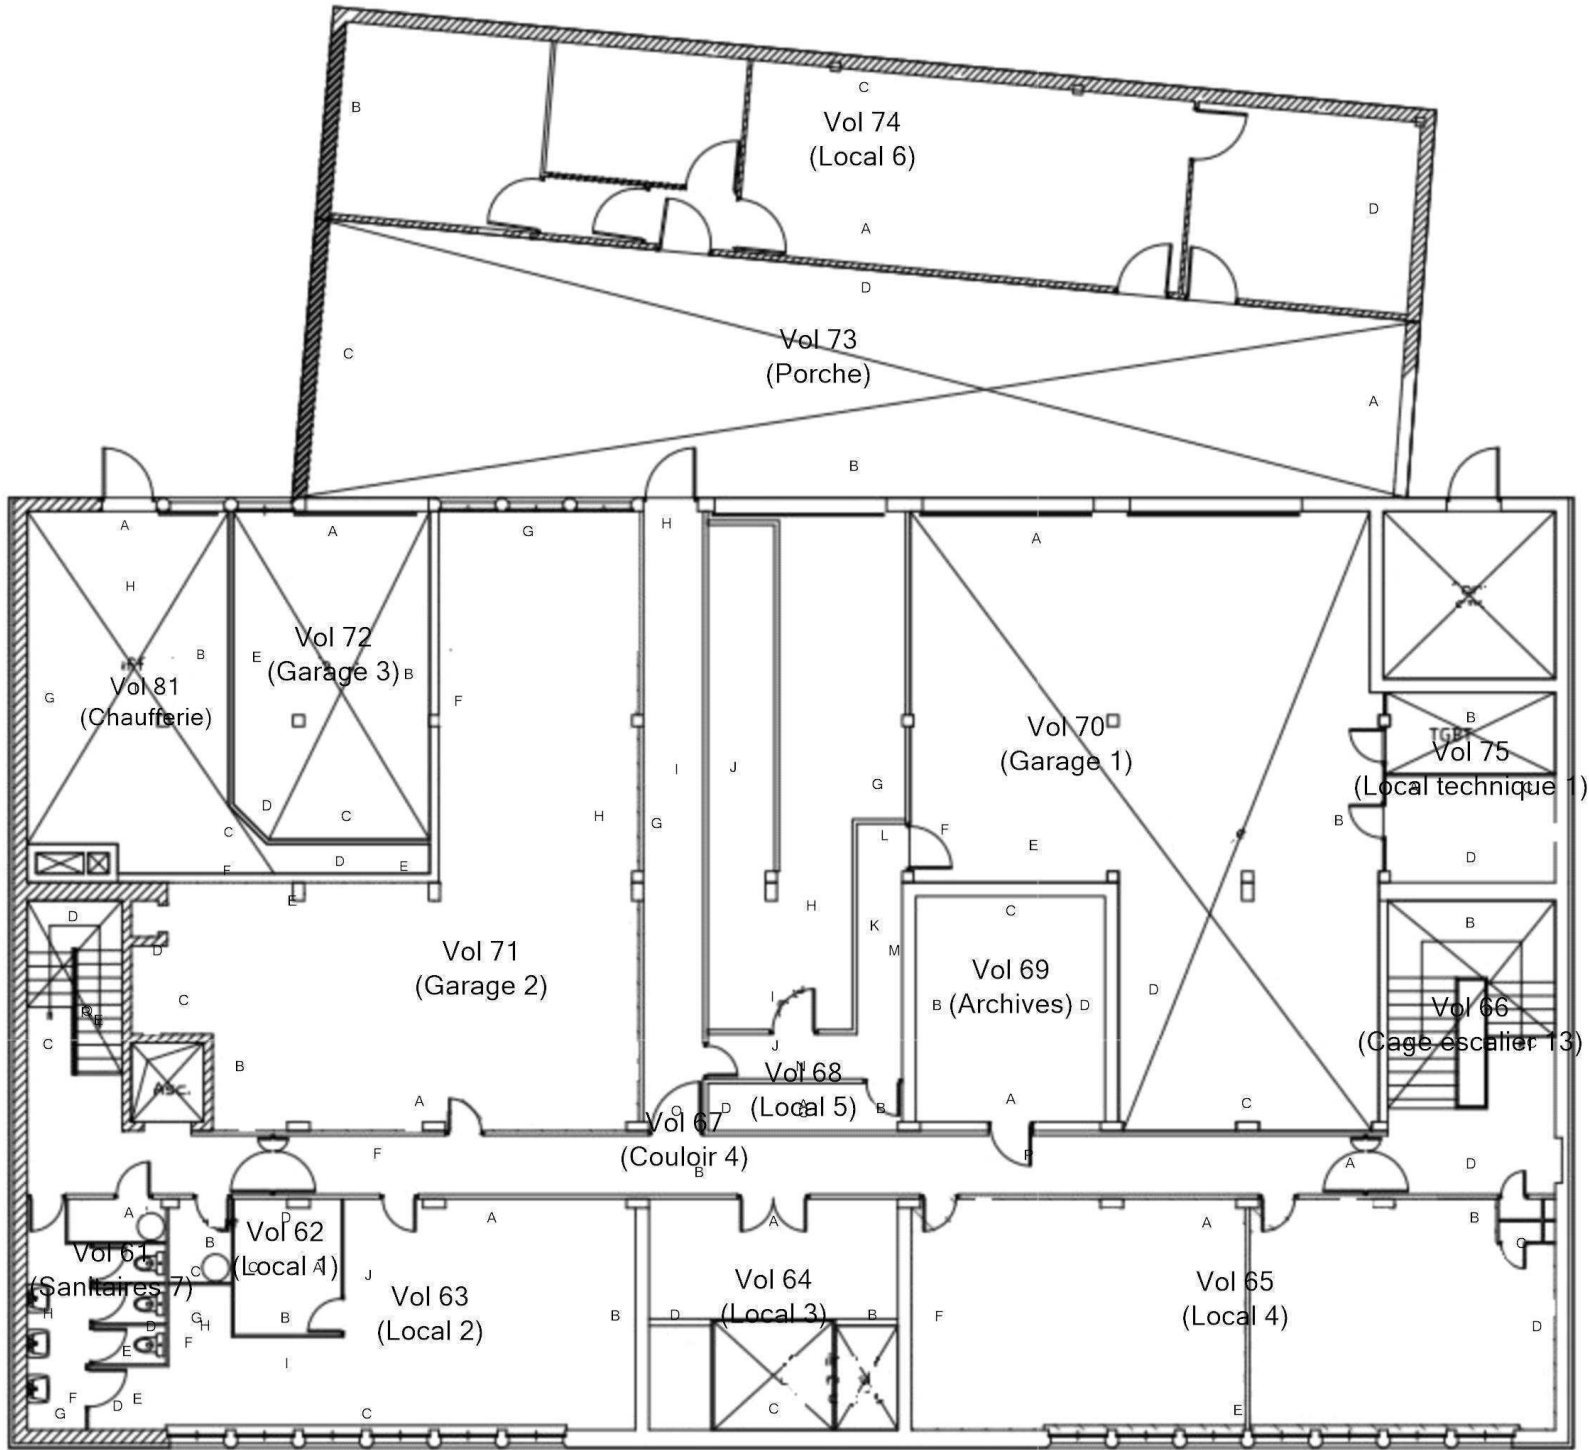 C
B
Vol 74
(Local 6)
D
A
D
Vol 73
(Porche)
C
A
B
A
A
G
H
A
H
Vol 72
(Garage 3)
B
E
B
Vol 81
(Chaufferie)
G
F
Vol 70
(Garage 1)
B
TGBT
Vol 75
(Local technique 1)
I
J
G
D
C
H
G
C
L
F
B
E
F
D
E
D
E
H
C
D
B
D
K
M
Vol 71
(Garage 2)
Vol 69
(Archives)
B
D
D
C
I
Vol 66
(Cage escalier 13)
C
E
J
B
Asc.
Vol 68
(Local 5)
A
D
B
A
C
Vol 67
(Couloir 4)
F
B
P
A
D
A
D
A
A
A
B
B
Vol 62
(Local 1)
C
Vol 61
(Sanitaires 7)
C
J
Vol 63
(Local 2)
Vol 64
(Local 3)
Vol 65
(Local 4)
H
G
H
B
B
D
B
F
D
D
F
E
I
F
E
D
G
C
C
E